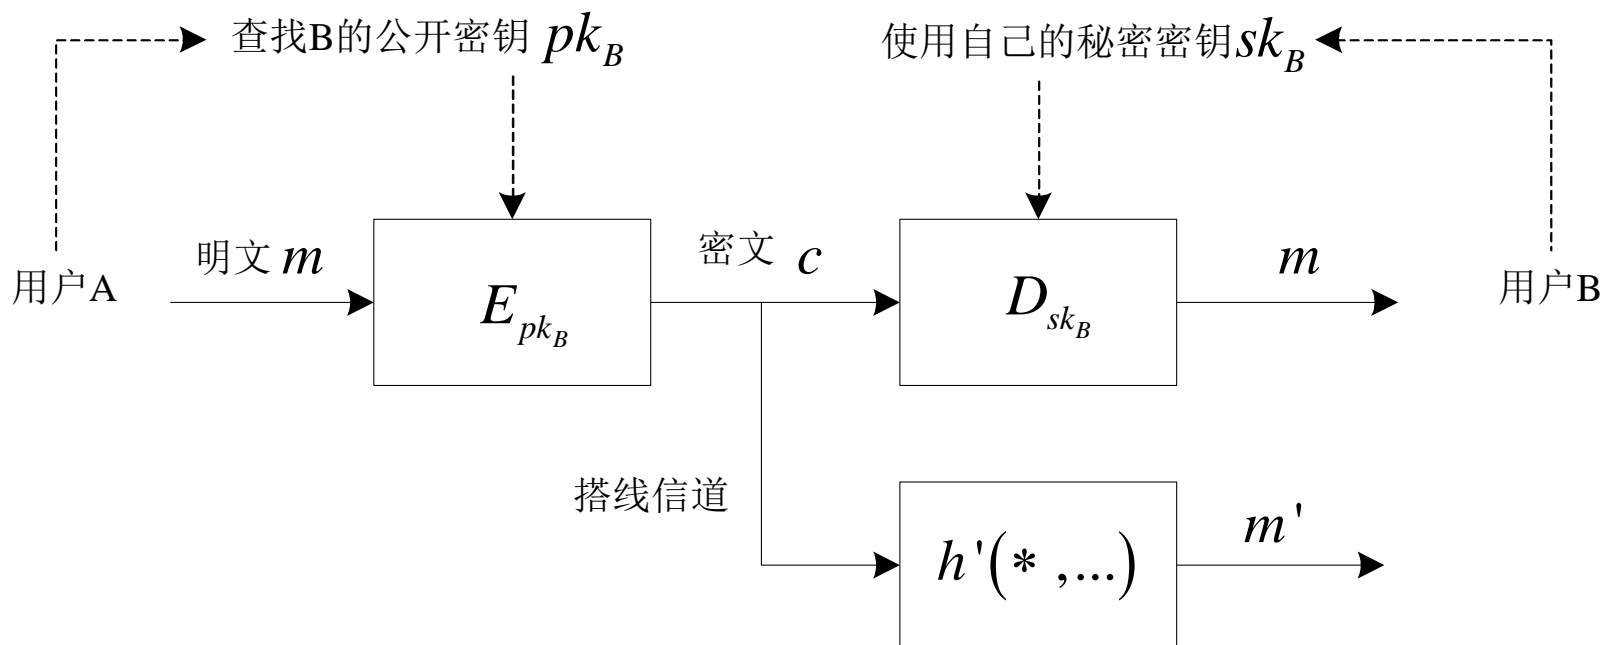 查找B的公开密钥 pk_B
使用自己的秘密密钥sk_B
用户A
明文 m
E_{pk_B}
密文 c
D_{sk_B}
m
用户B
搭线信道
h'(* ,...)
m'